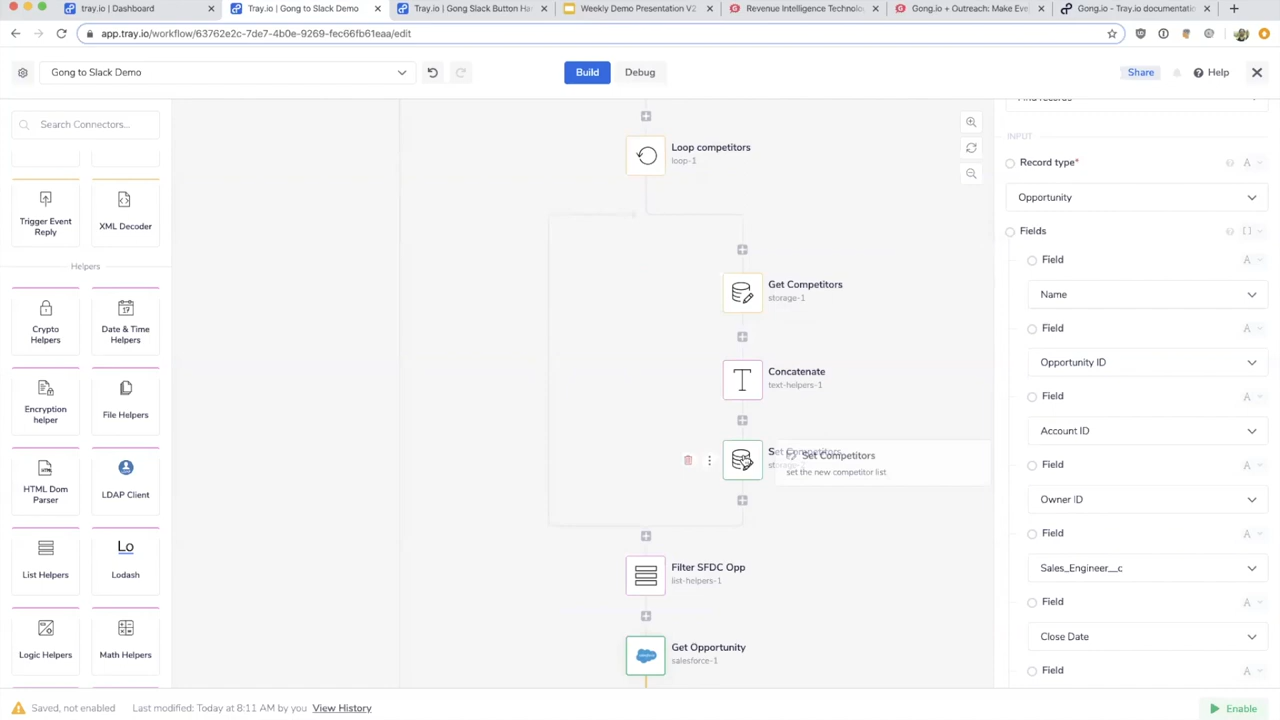 tray.io | Dashboard
Tray.io | Gong to Slack Demo
Tray.io | Gong Slack Button Ha
Weekly Demo Presentation V2
Revenue Intelligence Technolo
Gong.io + Outreach: Make Eve
Gong.io - Tray.io documentatio
app.tray.io/workflow/63762e2c-7de7-4b0e-9269-fec66fb61eaa/edit
Gong to Slack Demo
Build
Debug
Share
Help
Search Connectors...
Trigger Event Reply
XML Decoder
Helpers
Crypto Helpers
Date & Time Helpers
Encryption helper
File Helpers
HTML Dom Parser
LDAP Client
List Helpers
Lo
Lodash
Logic Helpers
Math Helpers
Loop competitors
loop-1
Get Competitors
storage-1
Concatenate
text-helpers-1
Set Competitors
set the new competitor list.
Filter SFDC Opp
list-helpers-1
Get Opportunity
salesforce-1
Find records
INPUT
Record type*
A
Opportunity
Fields
[]
Field
A
Name
Field
A
Opportunity ID
Field
A
Account ID
Field
A
Owner ID
Field
A
Sales_Engineer__c
Field
A
Close Date
Field
A
Saved, not enabled
Last modified: Today at 8:11 AM by you
View History
Enable